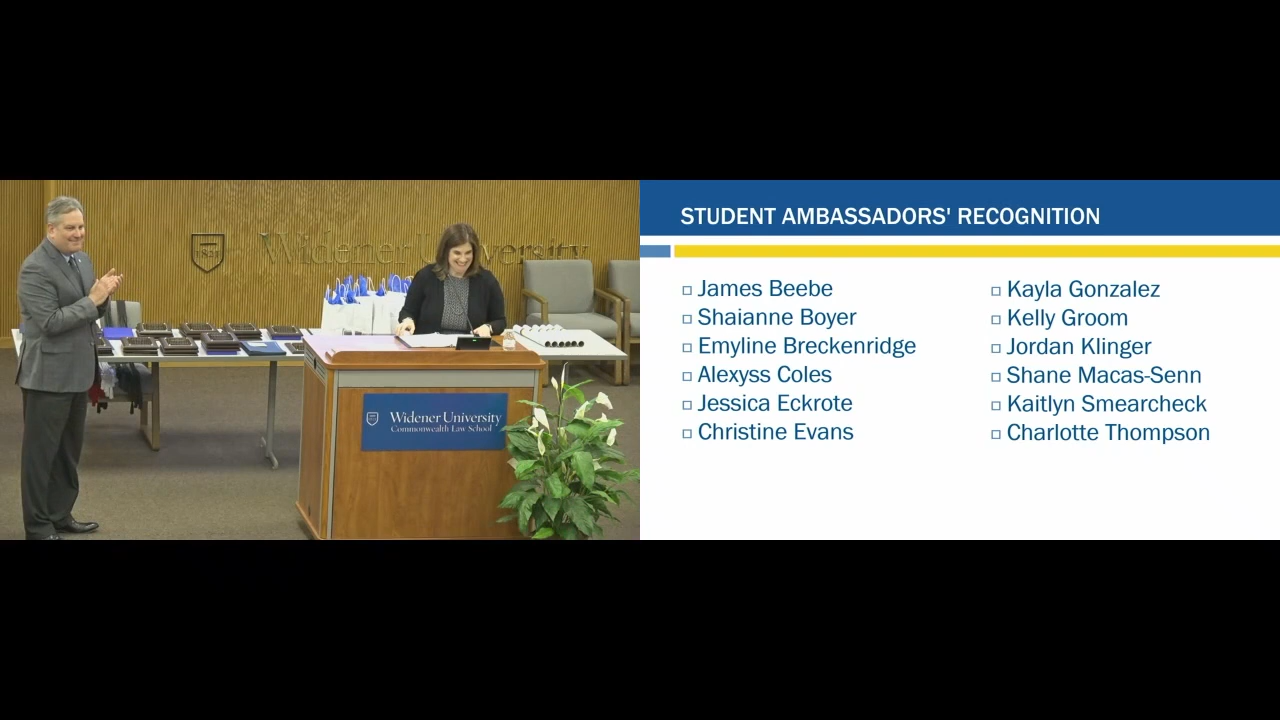 1821
Widener University
Widener University
Commonwealth Law School
STUDENT AMBASSADORS' RECOGNITION
James Beebe
Shaianne Boyer
Emyline Breckenridge
Alexyss Coles
Jessica Eckrote
Christine Evans
Kayla Gonzalez
Kelly Groom
Jordan Klinger
Shane Macas-Senn
Kaitlyn Smearcheck
Charlotte Thompson